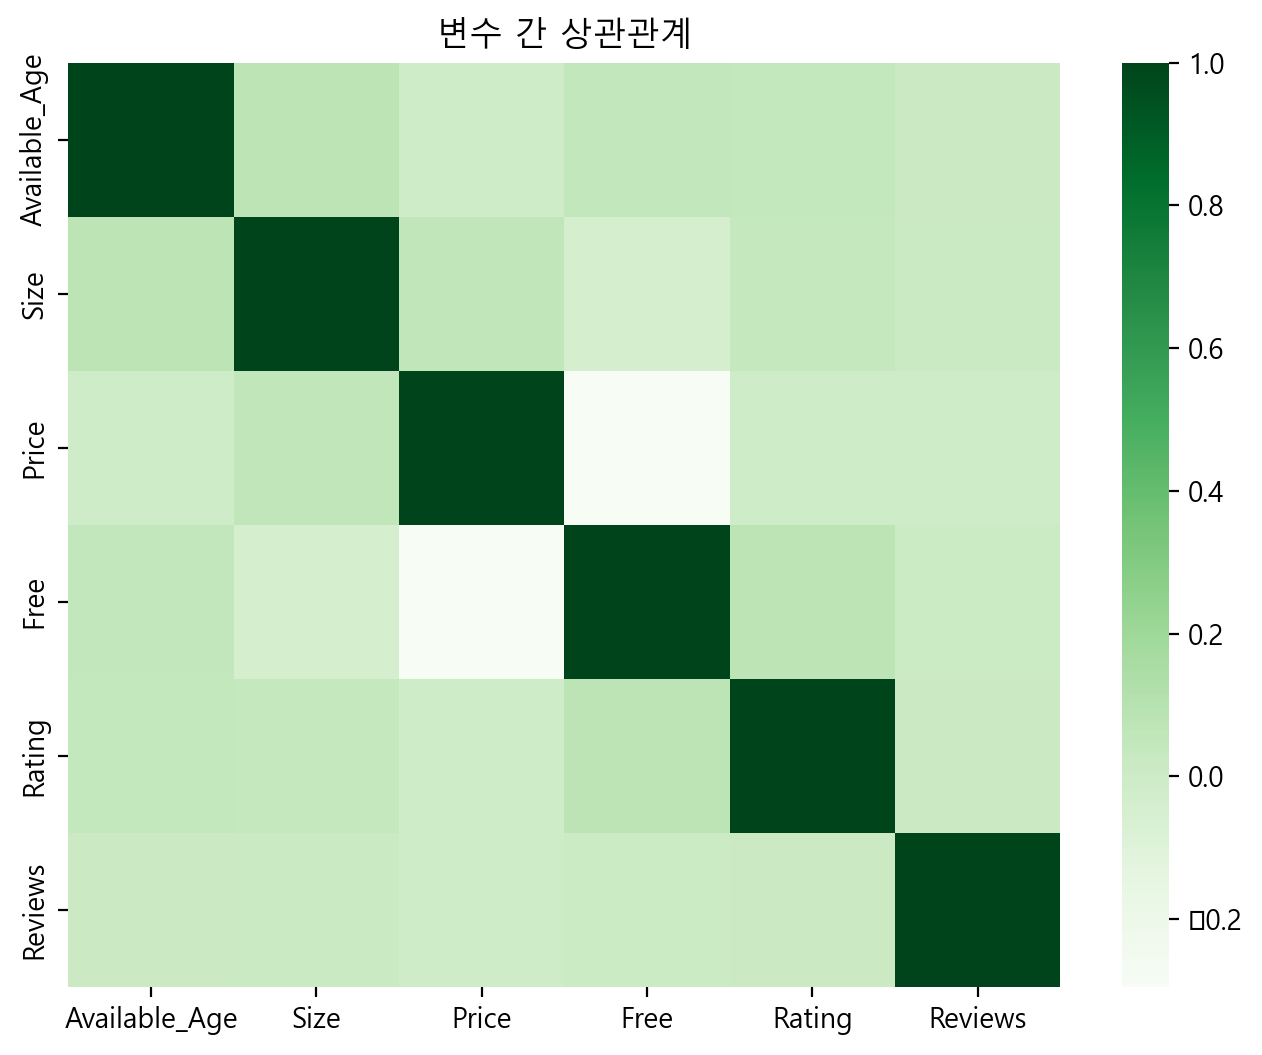 변수 간 상관관계
Available_Age
Size
Price
Free
Rating
Reviews
Available_Age Size Price Free Rating Reviews
1.0
0.8
0.6
0.4
0.2
0.0
□0.2